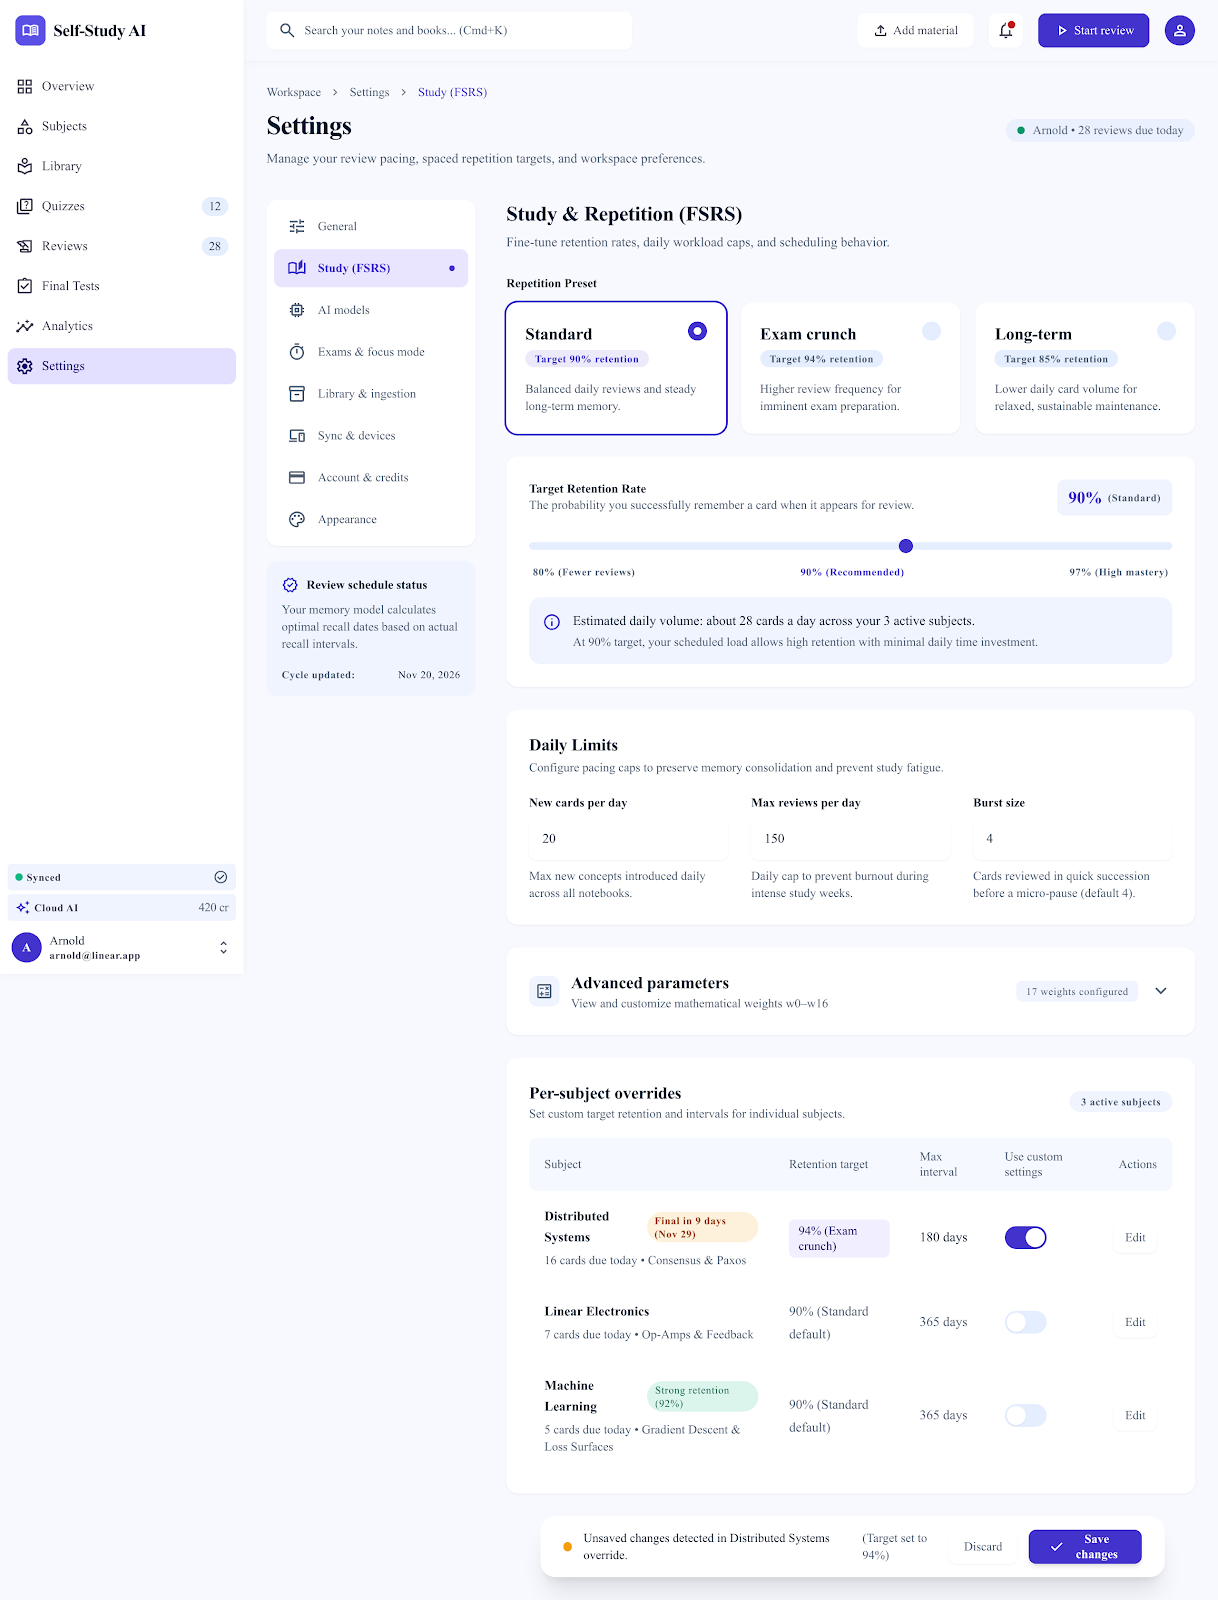 Self-Study AI
Search your notes and books... (Cmd+K)
Add material
Start review
Overview
Subjects
Library
Quizzes
12
Reviews
28
Final Tests
Analytics
Settings
Synced
Cloud AI
420 cr
A
Arnold
arnold@linear.app
Workspace > Settings > Study (FSRS)
Settings
Manage your review pacing, spaced repetition targets, and workspace preferences.
Arnold • 28 reviews due today
General
Study (FSRS)
AI models
Exams & focus mode
Library & ingestion
Sync & devices
Account & credits
Appearance
Review schedule status
Your memory model calculates
optimal recall dates based on actual
recall intervals.
Cycle updated:
Nov 20, 2026
Study & Repetition (FSRS)
Fine-tune retention rates, daily workload caps, and scheduling behavior.
Repetition Preset
Standard
Target 90% retention
Balanced daily reviews and steady
long-term memory.
Exam crunch
Target 94% retention
Higher review frequency for
imminent exam preparation.
Long-term
Target 85% retention
Lower daily card volume for
relaxed, sustainable maintenance.
Target Retention Rate
The probability you successfully remember a card when it appears for review.
90% (Standard)
80% (Fewer reviews)
90% (Recommended)
97% (High mastery)
Estimated daily volume: about 28 cards a day across your 3 active subjects.
At 90% target, your scheduled load allows high retention with minimal daily time investment.
Daily Limits
Configure pacing caps to preserve memory consolidation and prevent study fatigue.
New cards per day
20
Max new concepts introduced daily
across all notebooks.
Max reviews per day
150
Daily cap to prevent burnout during
intense study weeks.
Burst size
4
Cards reviewed in quick succession
before a micro-pause (default 4).
Advanced parameters
View and customize mathematical weights w0–w16
17 weights configured
Per-subject overrides
Set custom target retention and intervals for individual subjects.
3 active subjects
Subject
Retention target
Max
interval
Use custom
settings
Actions
Distributed
Systems
Final in 9 days
(Nov 29)
16 cards due today • Consensus & Paxos
94% (Exam
crunch)
180 days
Edit
Linear Electronics
7 cards due today • Op-Amps & Feedback
90% (Standard
default)
365 days
Edit
Machine
Learning
Strong retention
(92%)
5 cards due today • Gradient Descent &
Loss Surfaces
90% (Standard
default)
365 days
Edit
Unsaved changes detected in Distributed Systems
override.
(Target set to
94%)
Discard
Save
changes